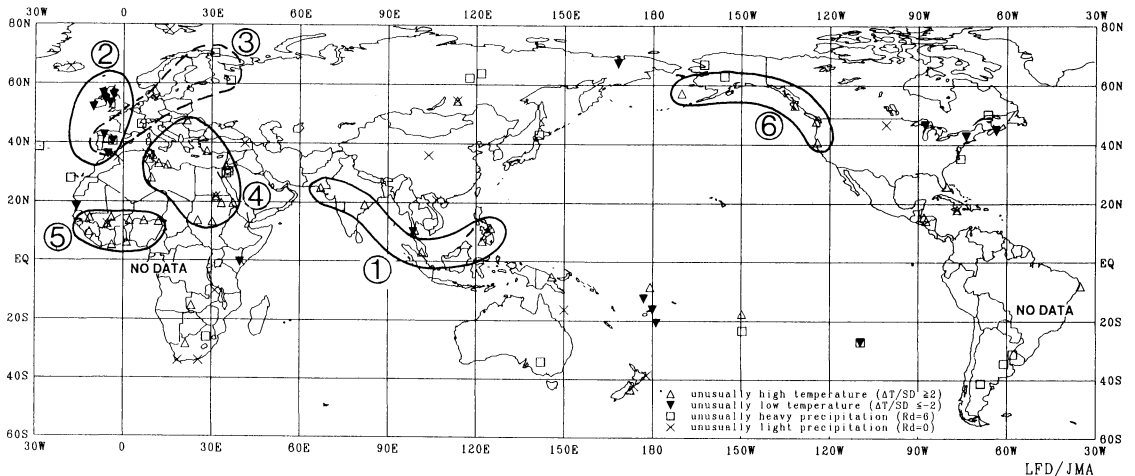 30W 0 30E 60E 90E 120E 150E 180 150W 120W 90W 60W 30W
80N 80N
② ③
60N 60N
⑥
40N 40N
④
20N 20N
⑤
①
EQ EQ
NO DATA
NO DATA
20S 20S
40S 40S
△ unusually high temperature (ΔT/SD ≧2)
▼ unusually low temperature (ΔT/SD ≦-2)
□ unusually heavy precipitation (Rd=6)
× unusually light precipitation (Rd=0)
60S 60S
30W 0 30E 60E 90E 120E 150E 180 150W 120W 90W 60W 30W
LFD/JMA